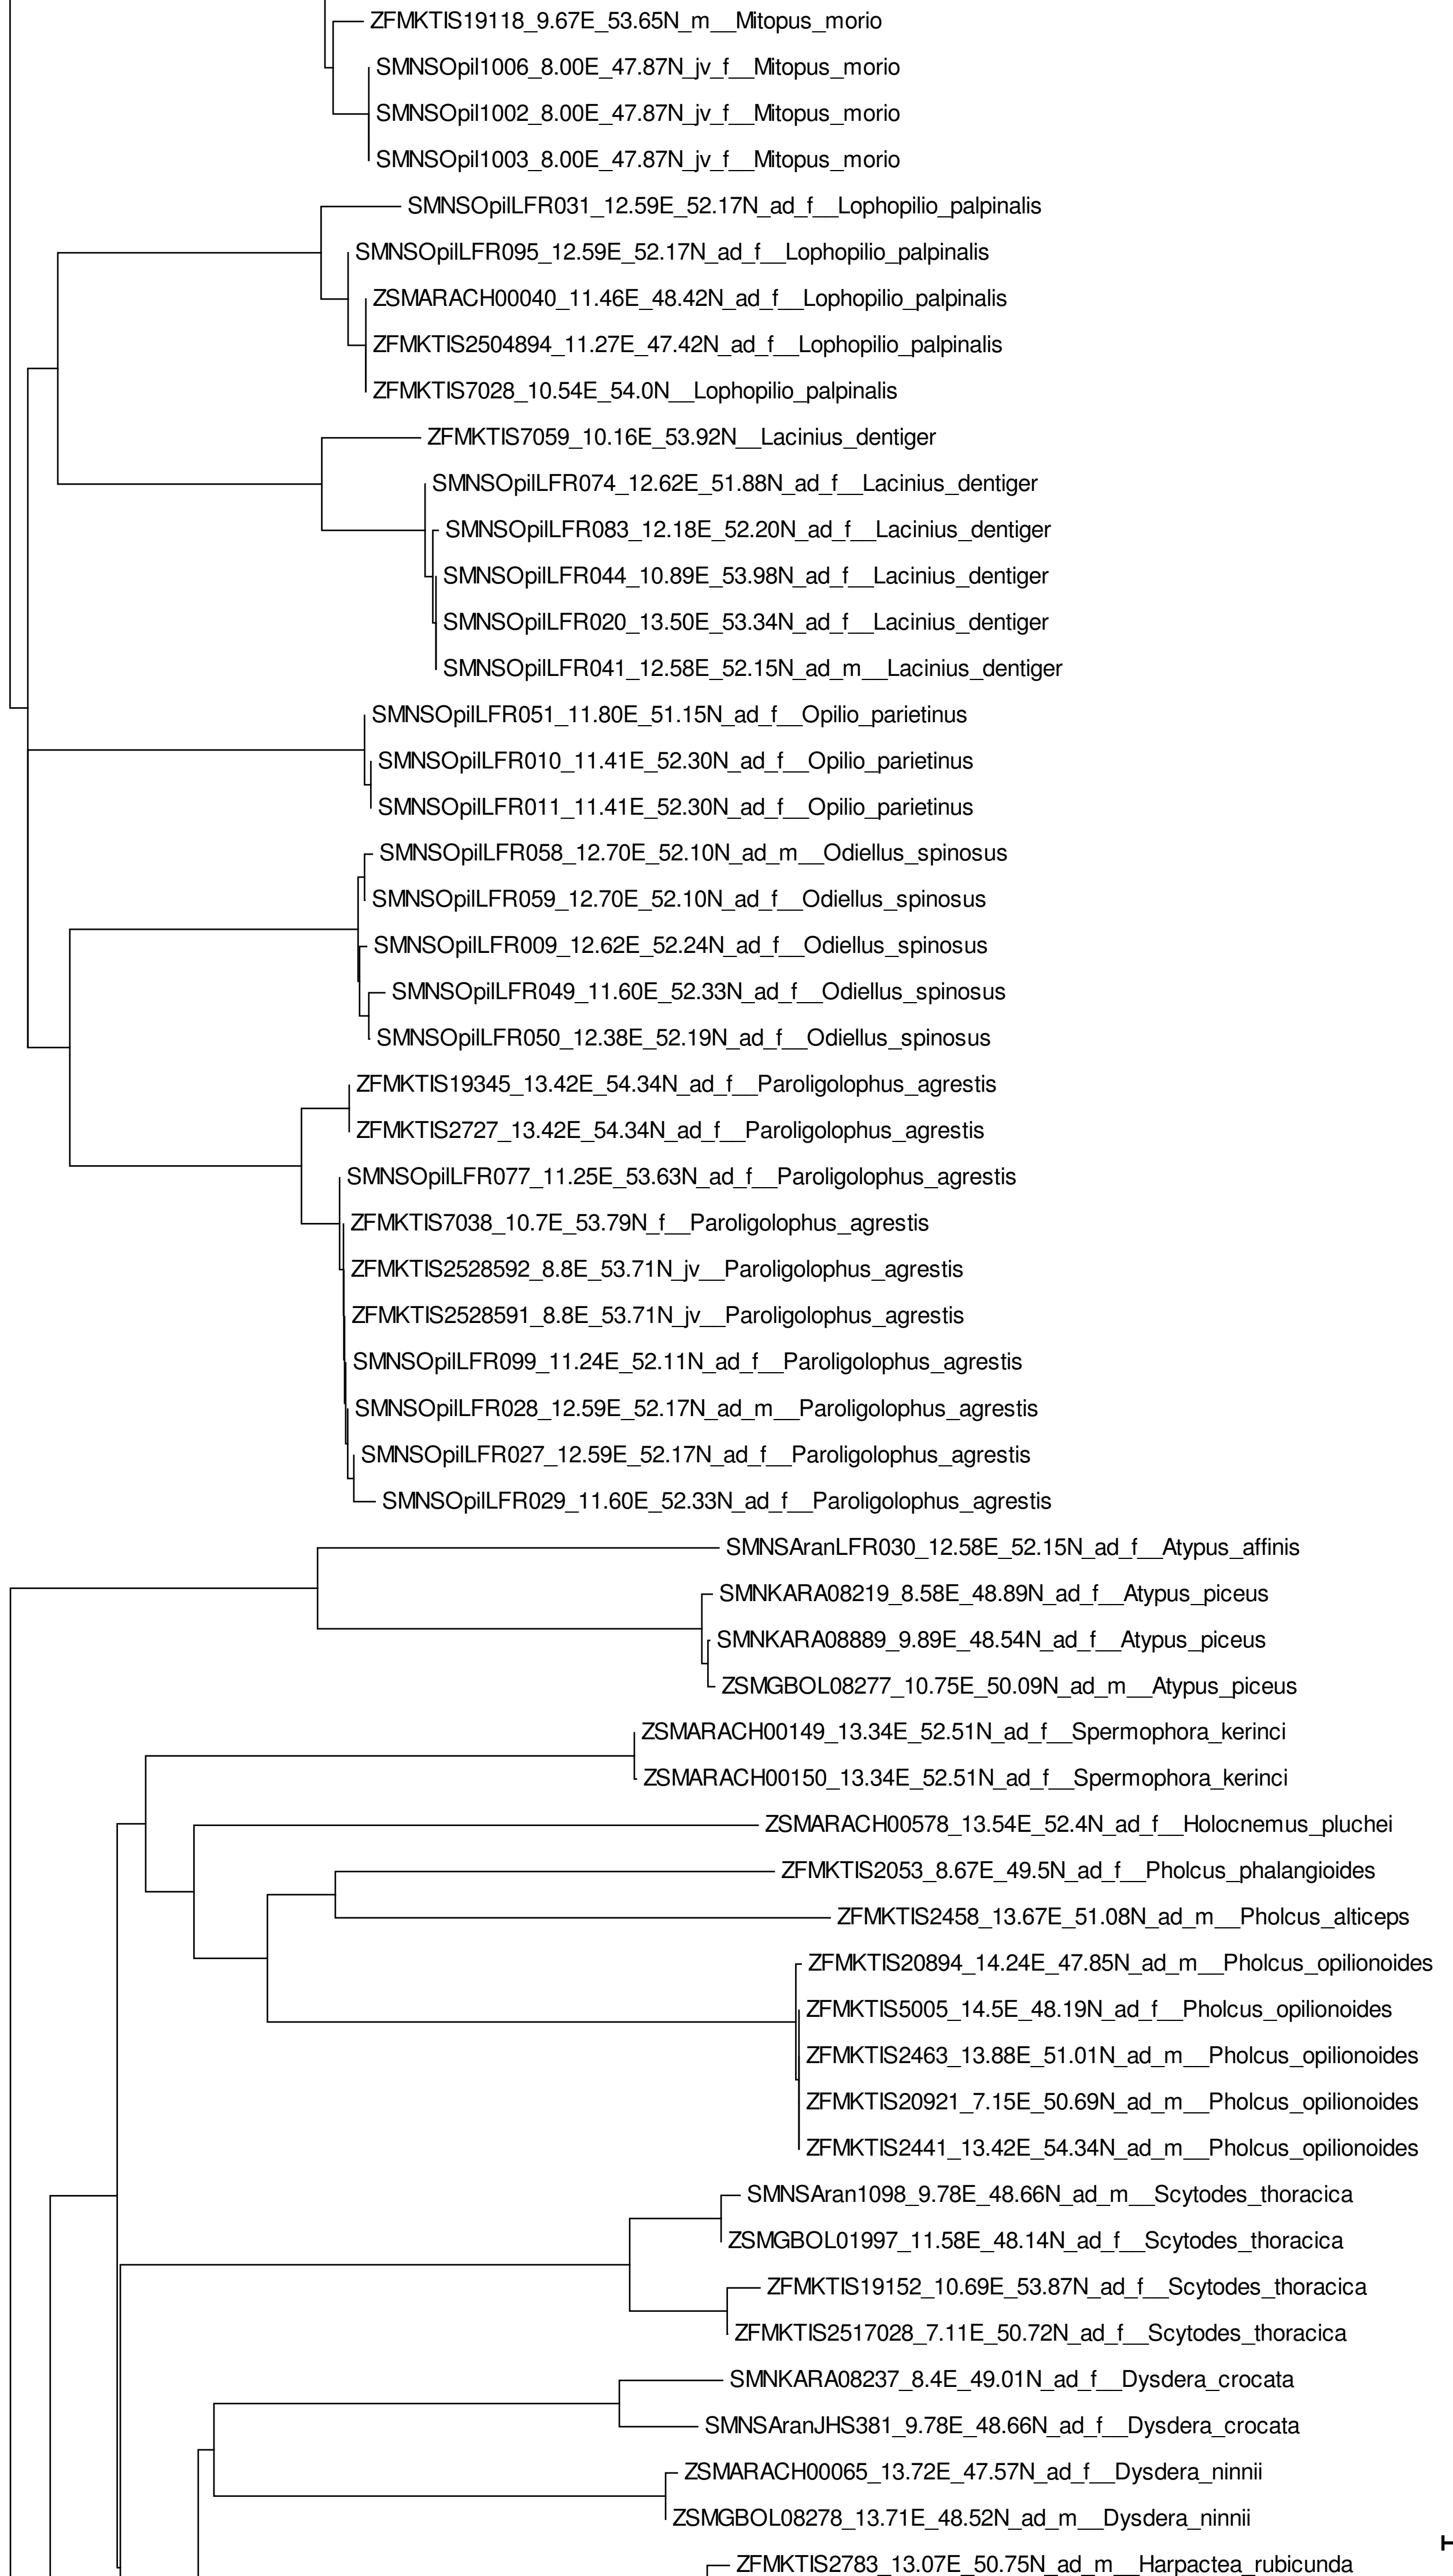 ZFMKTIS19118_9.67E_53.65N_m__Mitopus_morio
SMNSOpil1006_8.00E_47.87N_jv_f__Mitopus_morio
SMNSOpil1002_8.00E_47.87N_jv_f__Mitopus_morio
SMNSOpil1003_8.00E_47.87N_jv_f__Mitopus_morio
SMNSOpilLFR031_12.59E_52.17N_ad_f__Lophopilio_palpinalis
SMNSOpilLFR095_12.59E_52.17N_ad_f__Lophopilio_palpinalis
ZSMARACH00040_11.46E_48.42N_ad_f__Lophopilio_palpinalis
ZFMKTIS2504894_11.27E_47.42N_ad_f__Lophopilio_palpinalis
ZFMKTIS7028_10.54E_54.0N__Lophopilio_palpinalis
ZFMKTIS7059_10.16E_53.92N__Lacinius_dentiger
SMNSOpilLFR074_12.62E_51.88N_ad_f__Lacinius_dentiger
SMNSOpilLFR083_12.18E_52.20N_ad_f__Lacinius_dentiger
SMNSOpilLFR044_10.89E_53.98N_ad_f__Lacinius_dentiger
SMNSOpilLFR020_13.50E_53.34N_ad_f__Lacinius_dentiger
SMNSOpilLFR041_12.58E_52.15N_ad_m__Lacinius_dentiger
SMNSOpilLFR051_11.80E_51.15N_ad_f__Opilio_parietinus
SMNSOpilLFR010_11.41E_52.30N_ad_f__Opilio_parietinus
SMNSOpilLFR011_11.41E_52.30N_ad_f__Opilio_parietinus
SMNSOpilLFR058_12.70E_52.10N_ad_m__Odiellus_spinosus
SMNSOpilLFR059_12.70E_52.10N_ad_f__Odiellus_spinosus
SMNSOpilLFR009_12.62E_52.24N_ad_f__Odiellus_spinosus
SMNSOpilLFR049_11.60E_52.33N_ad_f__Odiellus_spinosus
SMNSOpilLFR050_12.38E_52.19N_ad_f__Odiellus_spinosus
ZFMKTIS19345_13.42E_54.34N_ad_f__Paroligolophus_agrestis
ZFMKTIS2727_13.42E_54.34N_ad_f__Paroligolophus_agrestis
SMNSOpilLFR077_11.25E_53.63N_ad_f__Paroligolophus_agrestis
ZFMKTIS7038_10.7E_53.79N_f__Paroligolophus_agrestis
ZFMKTIS2528592_8.8E_53.71N_jv__Paroligolophus_agrestis
ZFMKTIS2528591_8.8E_53.71N_jv__Paroligolophus_agrestis
SMNSOpilLFR099_11.24E_52.11N_ad_f__Paroligolophus_agrestis
SMNSOpilLFR028_12.59E_52.17N_ad_m__Paroligolophus_agrestis
SMNSOpilLFR027_12.59E_52.17N_ad_f__Paroligolophus_agrestis
SMNSOpilLFR029_11.60E_52.33N_ad_f__Paroligolophus_agrestis
SMNSAranLFR030_12.58E_52.15N_ad_f__Atypus_affinis
SMNKARA08219_8.58E_48.89N_ad_f__Atypus_piceus
SMNKARA08889_9.89E_48.54N_ad_f__Atypus_piceus
ZSMGBOL08277_10.75E_50.09N_ad_m__Atypus_piceus
ZSMARACH00149_13.34E_52.51N_ad_f__Spermophora_kerinci
ZSMARACH00150_13.34E_52.51N_ad_f__Spermophora_kerinci
ZSMARACH00578_13.54E_52.4N_ad_f__Holocnemus_pluchei
ZFMKTIS2053_8.67E_49.5N_ad_f__Pholcus_phalangioides
ZFMKTIS2458_13.67E_51.08N_ad_m__Pholcus_alticeps
ZFMKTIS20894_14.24E_47.85N_ad_m__Pholcus_opilionoides
ZFMKTIS5005_14.5E_48.19N_ad_f__Pholcus_opilionoides
ZFMKTIS2463_13.88E_51.01N_ad_m__Pholcus_opilionoides
ZFMKTIS20921_7.15E_50.69N_ad_m__Pholcus_opilionoides
ZFMKTIS2441_13.42E_54.34N_ad_m__Pholcus_opilionoides
SMNSAran1098_9.78E_48.66N_ad_m__Scytodes_thoracica
ZSMGBOL01997_11.58E_48.14N_ad_f__Scytodes_thoracica
ZFMKTIS19152_10.69E_53.87N_ad_f__Scytodes_thoracica
ZFMKTIS2517028_7.11E_50.72N_ad_f__Scytodes_thoracica
SMNKARA08237_8.4E_49.01N_ad_f__Dysdera_crocata
SMNSAranJHS381_9.78E_48.66N_ad_f__Dysdera_crocata
ZSMARACH00065_13.72E_47.57N_ad_f__Dysdera_ninnii
ZSMGBOL08278_13.71E_48.52N_ad_m__Dysdera_ninnii
ZFMKTIS2783_13.07E_50.75N_ad_m__Harpactea_rubicunda